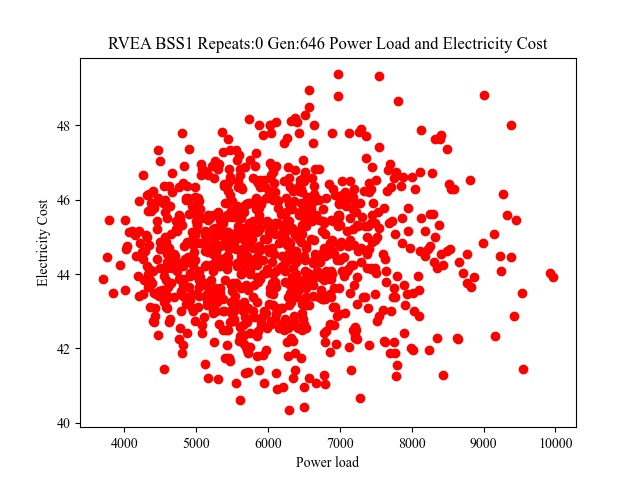 RVEA BSS1 Repeats:0 Gen:646 Power Load and Electricity Cost
Electricity Cost
48
46
44
42
40
4000 5000 6000 7000 8000 9000 10000
Power load